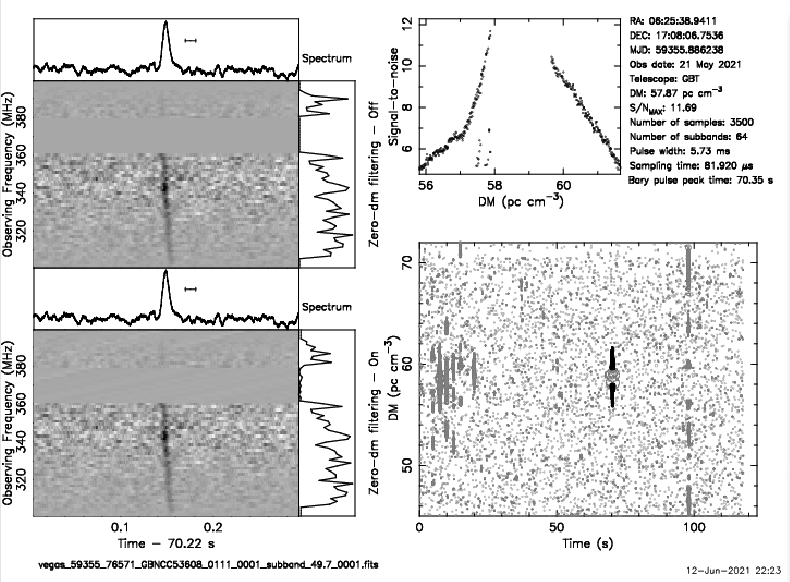 Spectrum
Observing Frequency (MHz)
380
360
340
320
Zero-dm filtering - Off
Spectrum
Observing Frequency (MHz)
380
360
340
320
Zero-dm filtering - On
0.1 0.2
Time - 70.22 s
vegas_59355_76571_GBNCC53608_0111_0001_subband_49.7_0001.fits
Signal-to-noise
12
10
8
6
56 58 60
DM (pc cm⁻³)
RA: 06:25:38.9411
DEC: 17:08:06.7536
MJD: 59355.886238
Obs date: 21 May 2021
Telescope: GBT
DM: 57.87 pc cm⁻³
S/N_MAX: 11.69
Number of samples: 3500
Number of subbands: 64
Pulse width: 5.73 ms
Sampling time: 81.920 μs
Bary pulse peak time: 70.35 s
DM (pc cm⁻³)
70
60
50
0 50 100
Time (s)
12-Jun-2021 22:23